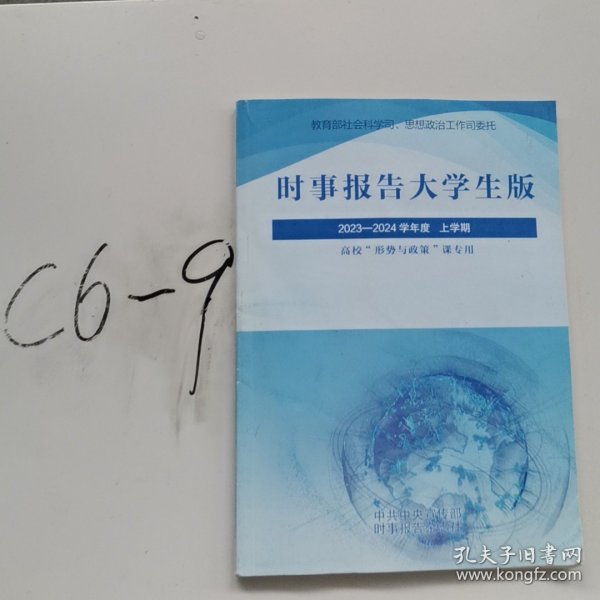 教育部社会科学司、思想政治工作司委托
时事报告大学生版
2023—2024 学年度 上学期
高校“形势与政策”课专用
C6-9
中共中央宣传部
时事报告杂志社
孔夫子旧书网
www.kongfz.com